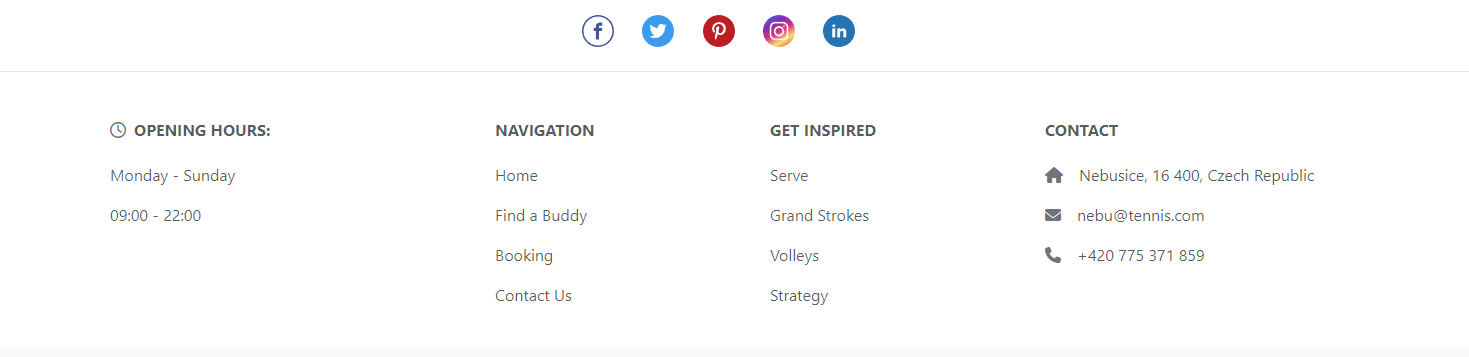 OPENING HOURS:
Monday - Sunday
09:00 - 22:00
NAVIGATION
Home
Find a Buddy
Booking
Contact Us
GET INSPIRED
Serve
Grand Strokes
Volleys
Strategy
CONTACT
Nebusice, 16 400, Czech Republic
nebu@tennis.com
+420 775 371 859